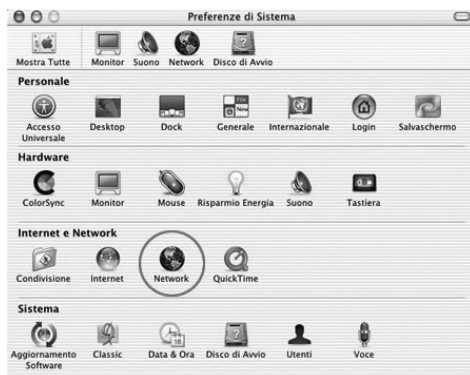 Preferenze di Sistema
Mostra Tutte Monitor Suono Network Disco di Avvio
Personale
Accesso Universale Desktop Dock Generale Internazionale Login Salvaschermo
Hardware
ColorSync Monitor Mouse Risparmio Energia Suono Tastiera
Internet e Network
Condivisione Internet Network QuickTime
Sistema
Aggiornamento Software Classic Data & Ora Disco di Avvio Utenti Voce